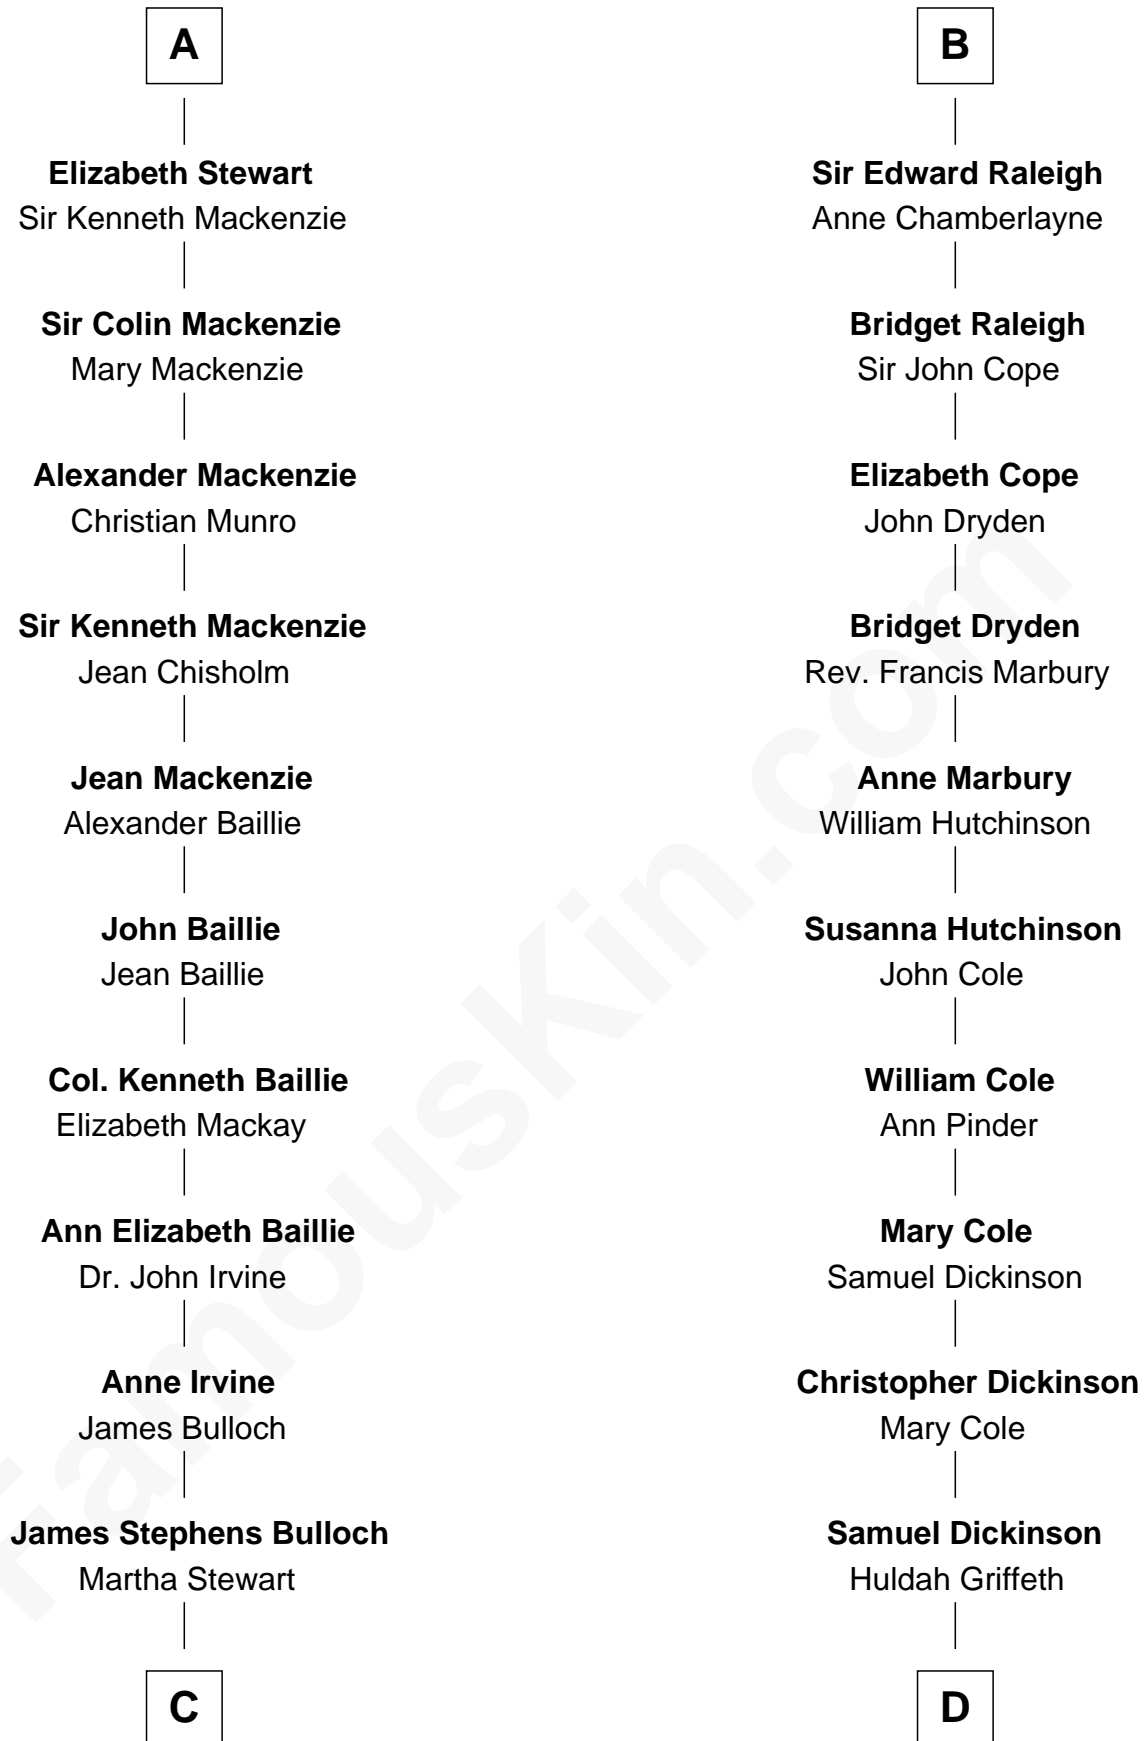 A
Elizabeth Stewart
Sir Kenneth Mackenzie
Sir Colin Mackenzie
Mary Mackenzie
Alexander Mackenzie
Christian Munro
Sir Kenneth Mackenzie
Jean Chisholm
Jean Mackenzie
Alexander Baillie
John Baillie
Jean Baillie
Col. Kenneth Baillie
Elizabeth Mackay
Ann Elizabeth Baillie
Dr. John Irvine
Anne Irvine
James Bulloch
James Stephens Bulloch
Martha Stewart
C
B
Sir Edward Raleigh
Anne Chamberlayne
Bridget Raleigh
Sir John Cope
Elizabeth Cope
John Dryden
Bridget Dryden
Rev. Francis Marbury
Anne Marbury
William Hutchinson
Susanna Hutchinson
John Cole
William Cole
Ann Pinder
Mary Cole
Samuel Dickinson
Christopher Dickinson
Mary Cole
Samuel Dickinson
Huldah Griffeth
D
FamousKin.com